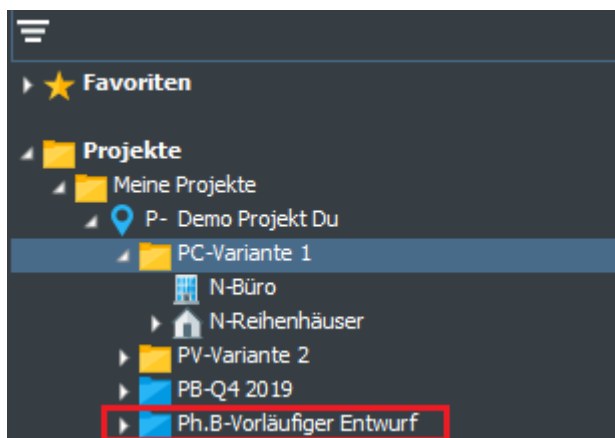 Favoriten
Projekte
Meine Projekte
P- Demo Projekt Du
PC-Variante 1
N-Büro
N-Reihenhäuser
PV-Variante 2
PB-Q4 2019
Ph.B-Vorläufiger Entwurf